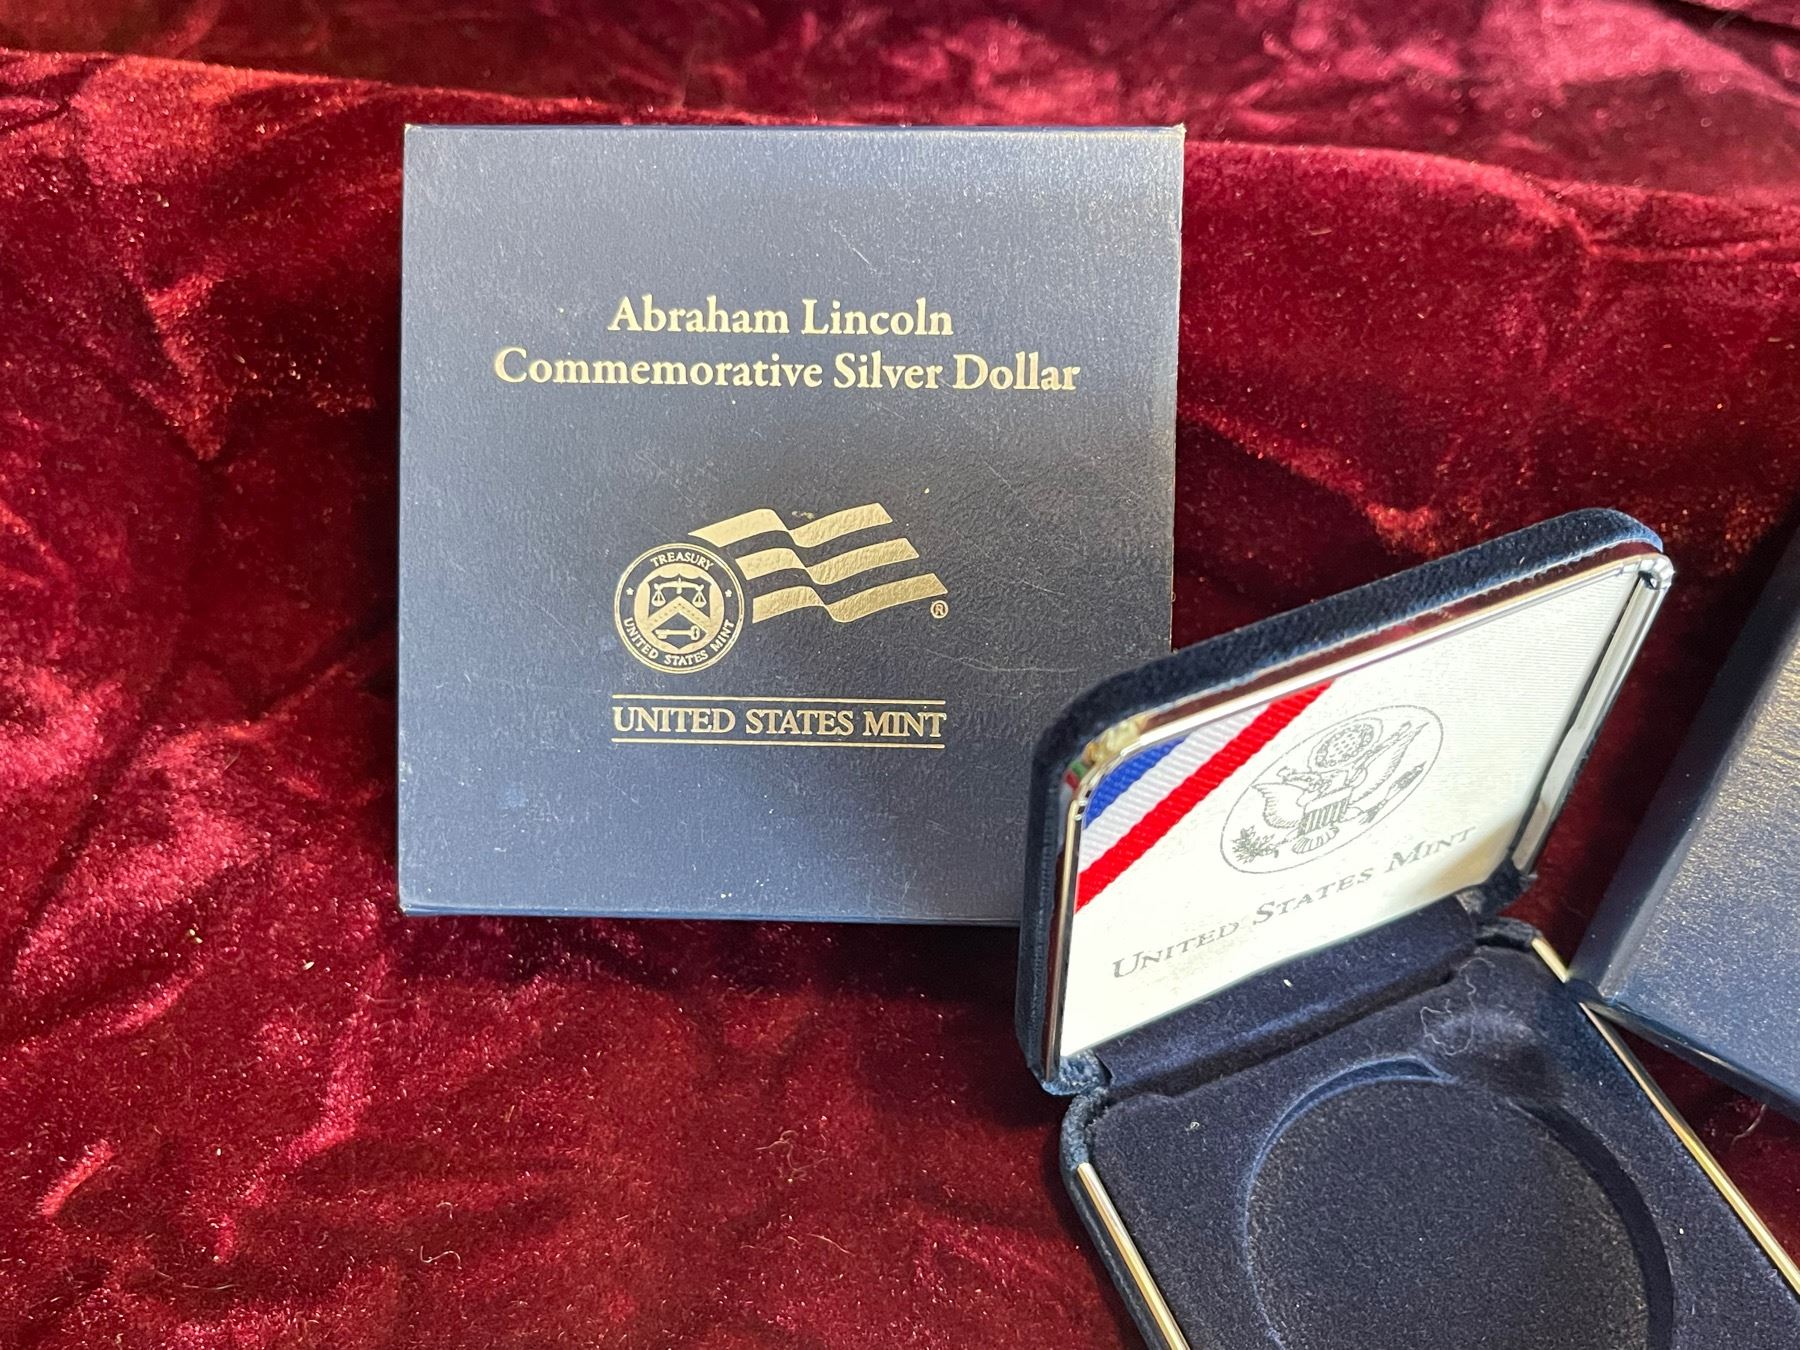 Abraham Lincoln
Commemorative Silver Dollar
TREASURY
UNITED STATES MINT
®
UNITED STATES MINT
UNITED STATES MINT